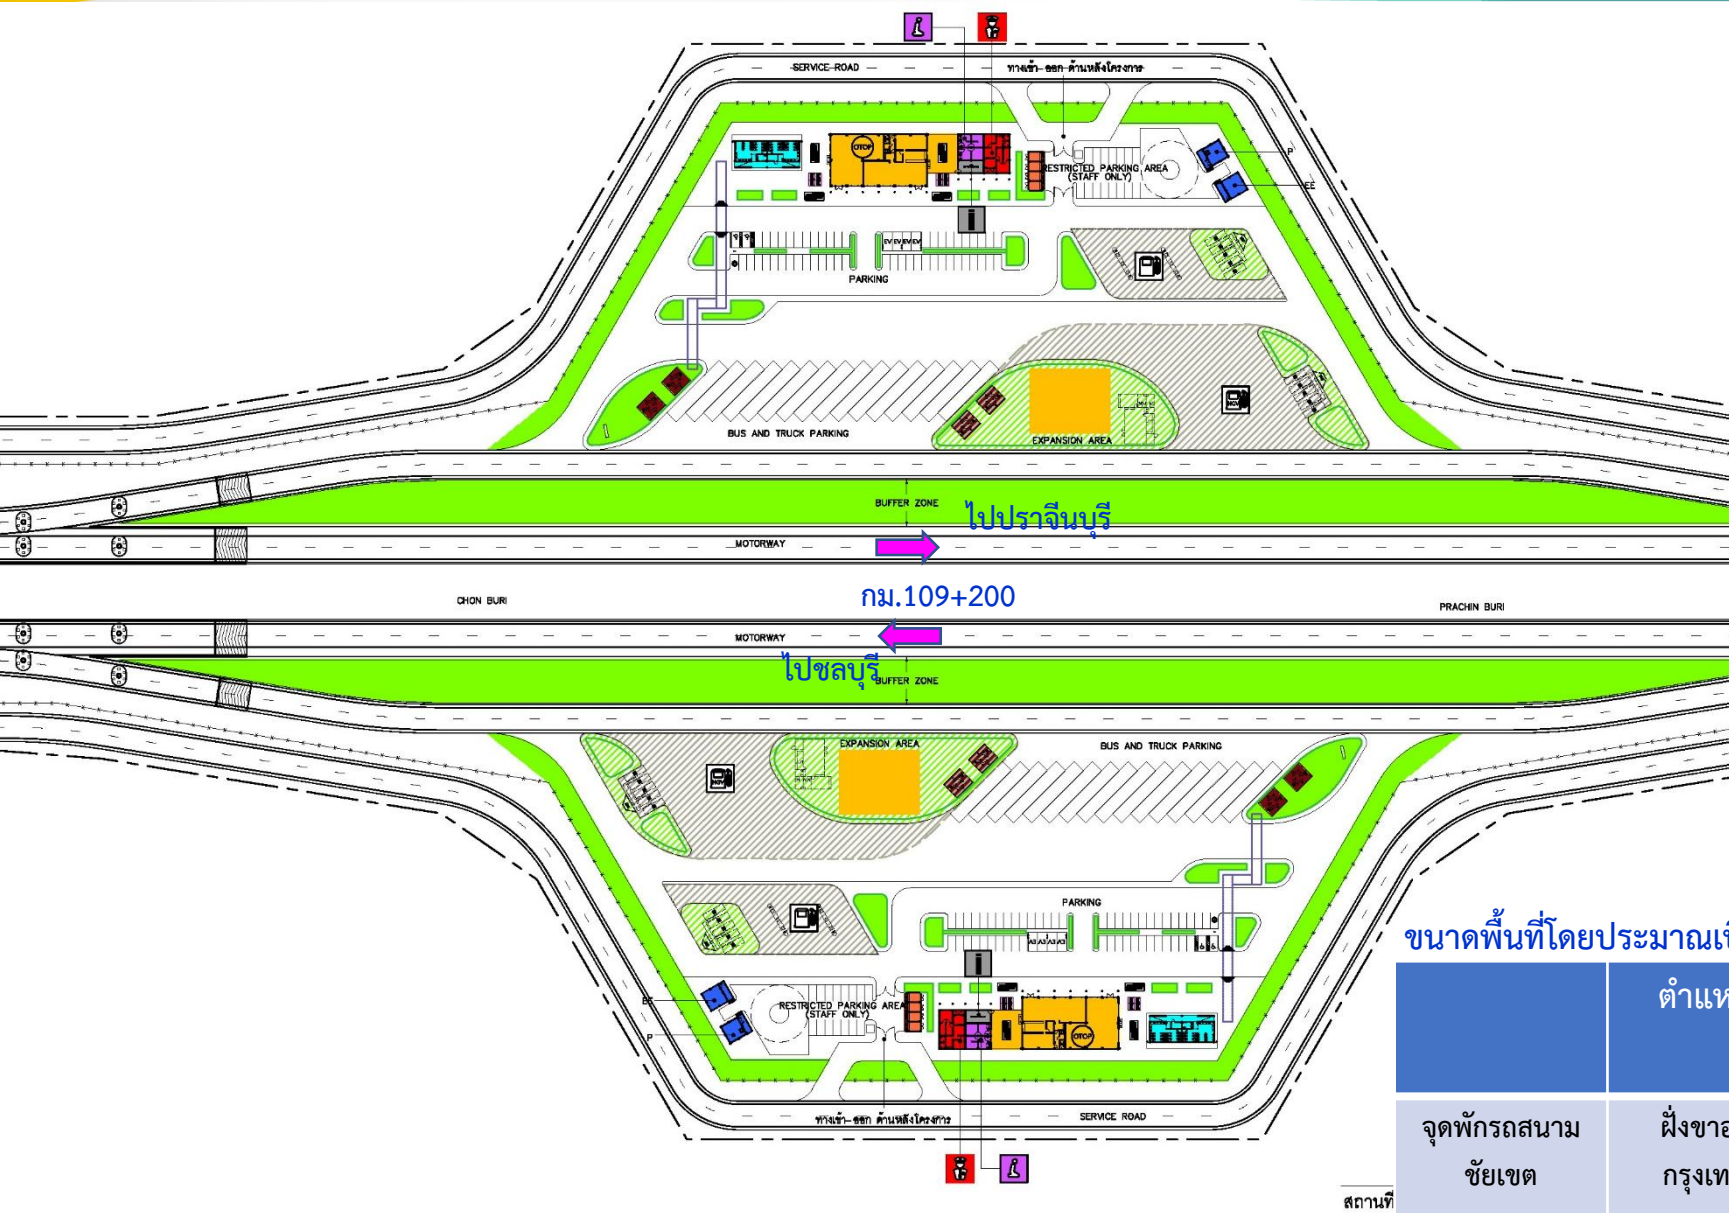 SERVICE ROAD
ทางเข้า-ออก ด้านหลังโครงการ
OTOP
RESTRICTED PARKING AREA
(STAFF ONLY)
P
EE
EV EV EV EV
PARKING
BUS AND TRUCK PARKING
EXPANSION AREA
NGV
BUFFER ZONE
ไปปราจีนบุรี
MOTORWAY
กม.109+200
CHON BURI
PRACHIN BURI
MOTORWAY
ไปชลบุรี
BUFFER ZONE
EXPANSION AREA
BUS AND TRUCK PARKING
NGV
PARKING
EE
RESTRICTED PARKING AREA
(STAFF ONLY)
P
OTOP
ทางเข้า-ออก ด้านหลังโครงการ
SERVICE ROAD
ขนาดพื้นที่โดยประมาณ
ตำแห
จุดพักรถสนาม
ชัยเขต
ฝั่งขา
กรุงเท
สถานที่